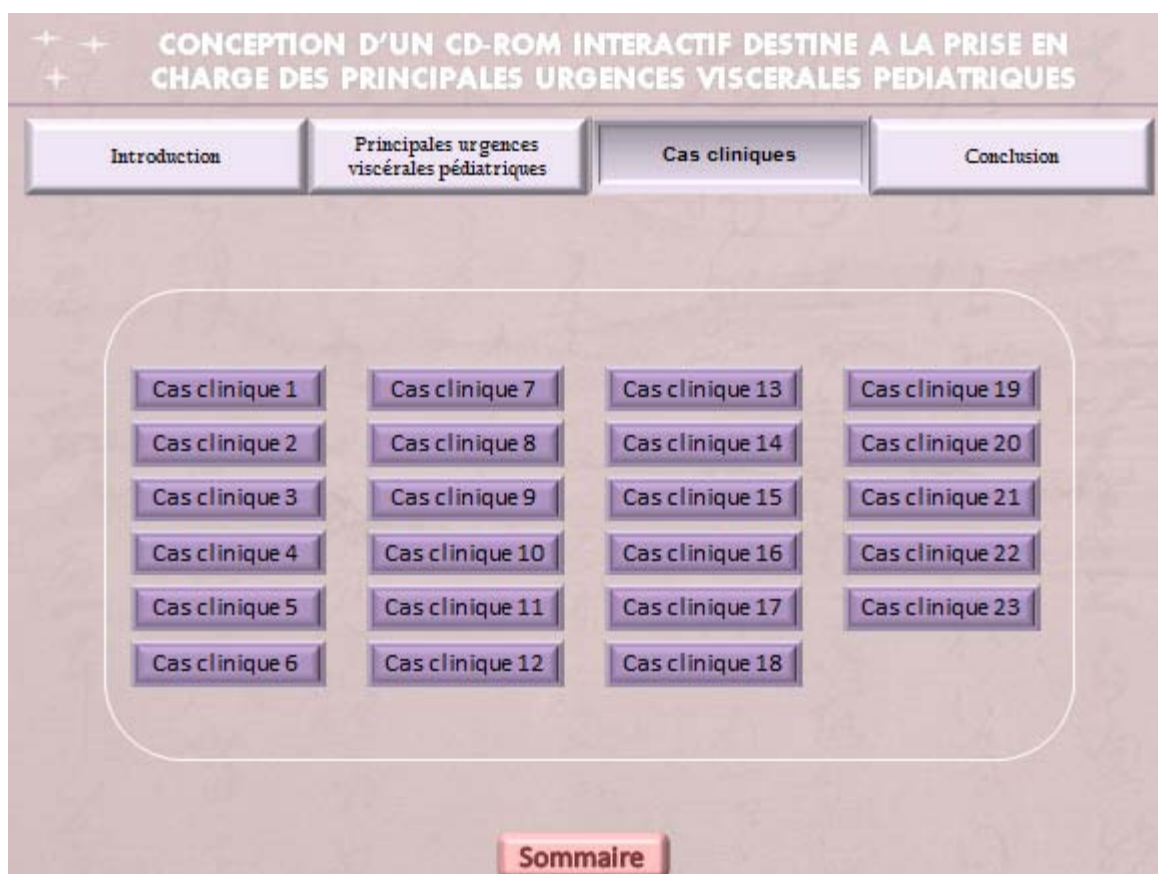 CONCEPTION D'UN CD-ROM INTERACTIF DESTINE A LA PRISE EN
CHARGE DES PRINCIPALES URGENCES VISCERALES PEDIATRIQUES
Introduction
Principales urgences
viscérales pédiatriques
Cas cliniques
Conclusion
Cas clinique 1
Cas clinique 2
Cas clinique 3
Cas clinique 4
Cas clinique 5
Cas clinique 6
Cas clinique 7
Cas clinique 8
Cas clinique 9
Cas clinique 10
Cas clinique 11
Cas clinique 12
Cas clinique 13
Cas clinique 14
Cas clinique 15
Cas clinique 16
Cas clinique 17
Cas clinique 18
Cas clinique 19
Cas clinique 20
Cas clinique 21
Cas clinique 22
Cas clinique 23
Sommaire